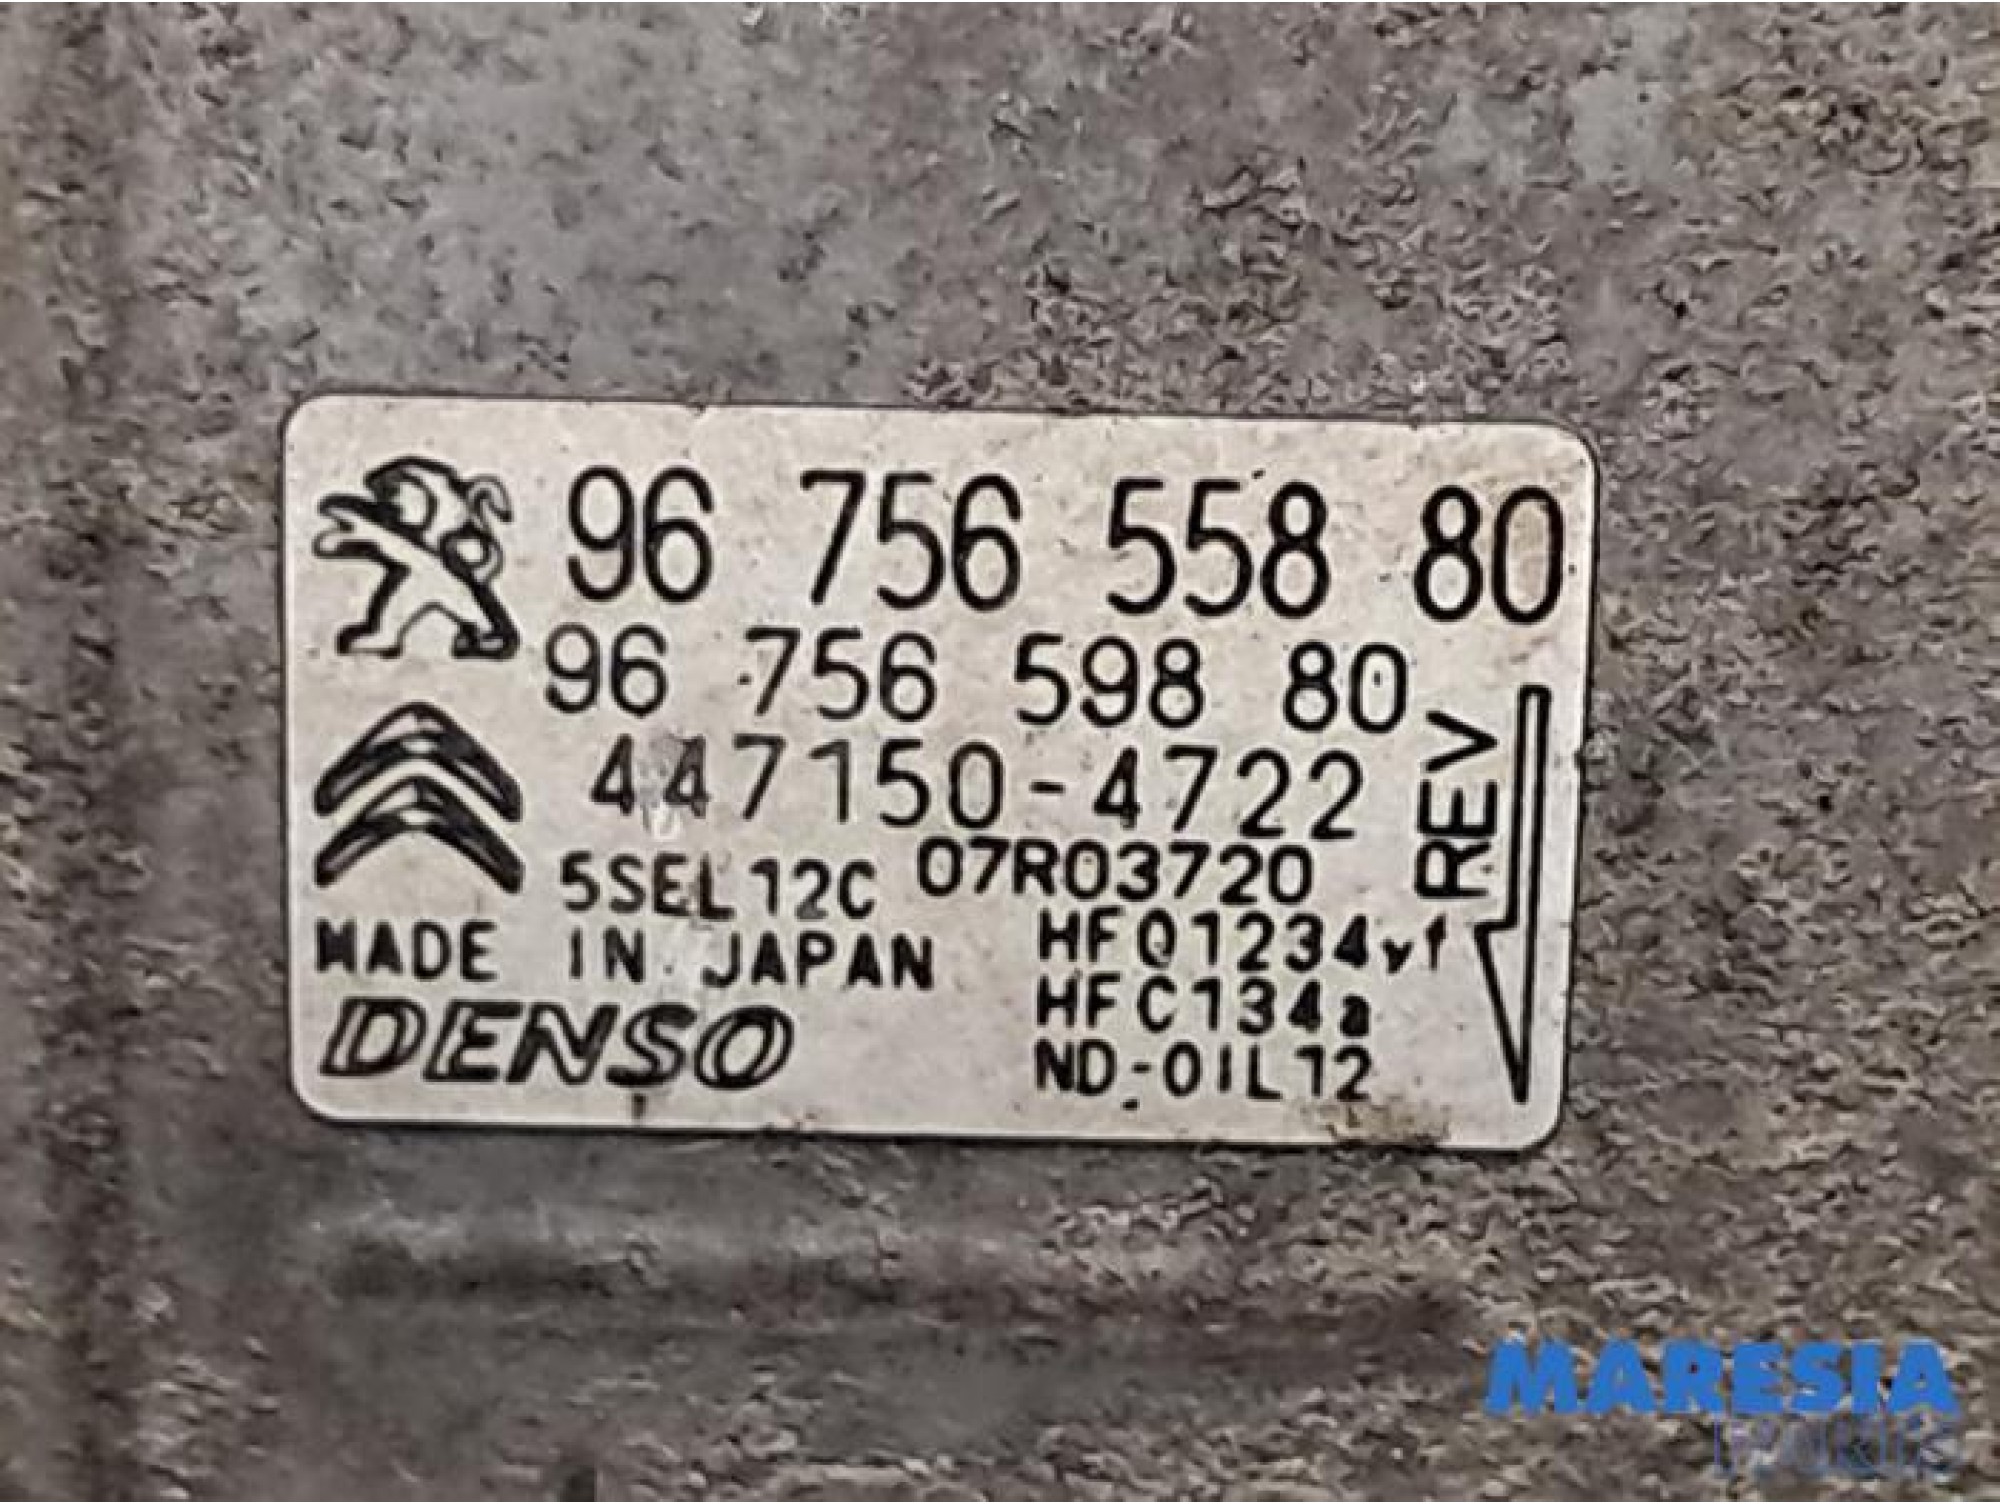 96 756 558 80
96 756 598 80
447150-4722
5SEL12C 07R03720
REV
MADE IN JAPAN
HFO1234yf
HFC134a
DENSO
ND-OIL12
MARESIA